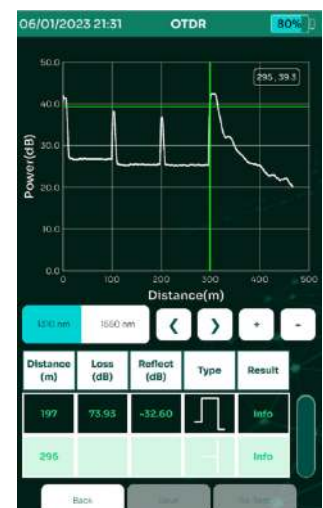 06/01/2023 21:31 OTDR 80%
50.0
295, 39.3
40.0
30.0
20.0
10.0
0.0
Power(dB)
0 100 200 300 400 500
Distance(m)
1310 nm 1550 nm ❮ ❯ + -
Distance (m) Loss (dB) Reflect (dB) Type Result
197 73.93 -32.60 Info
295 Info
Back